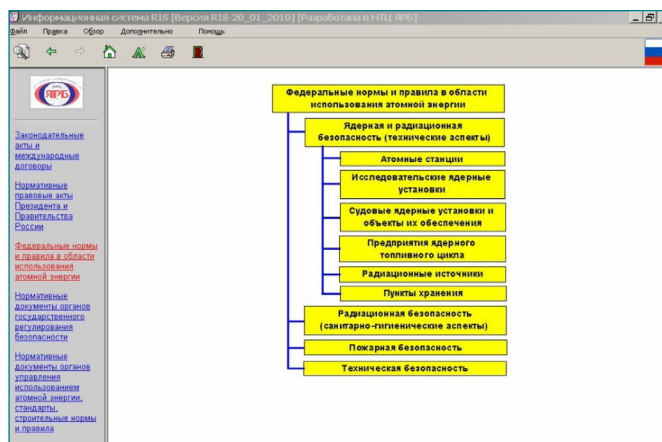 Информационная система RIS [Версия RIS-20_01_2010] [Разработана в НТЦ ЯРБ]
Файл Правка Обзор Дополнительно Помощь
ЯРБ
Законодательные
акты и
международные
договоры
Нормативные
правовые акты
Президента и
Правительства
России
Федеральные нормы
и правила в области
использования
атомной энергии
Нормативные
документы органов
государственного
регулирования
безопасности
Нормативные
документы органов
управления
использованием
атомной энергии,
стандарты,
строительные нормы
и правила
Федеральные нормы и правила в области
использования атомной энергии
Ядерная и радиационная
безопасность (технические аспекты)
Атомные станции
Исследовательские ядерные
установки
Судовые ядерные установки и
объекты их обеспечения
Предприятия ядерного
топливного цикла
Радиационные источники
Пункты хранения
Радиационная безопасность
(санитарно-гигиенические аспекты)
Пожарная безопасность
Техническая безопасность